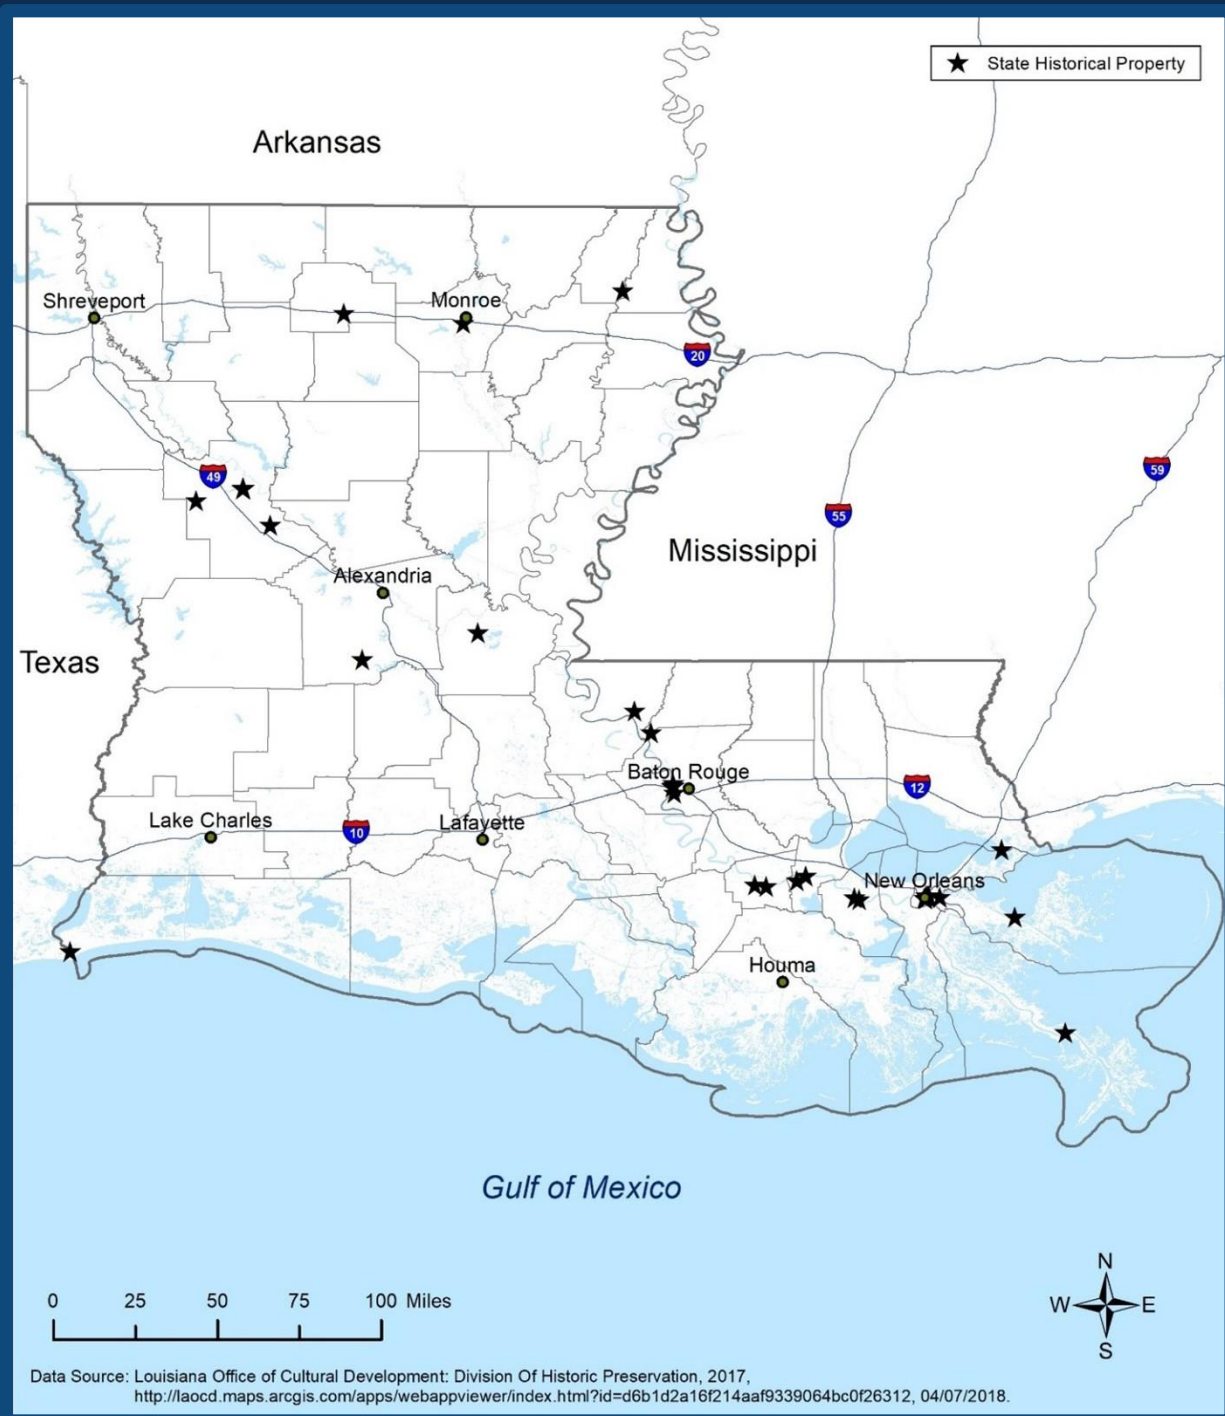 State Historical Property
Arkansas
Shreveport
Monroe
20
49
59
55
Mississippi
Alexandria
Texas
Baton Rouge
12
Lake Charles
10
Lafayette
New Orleans
Houma
Gulf of Mexico
N
W E
S
0 25 50 75 100 Miles
Data Source: Louisiana Office of Cultural Development: Division Of Historic Preservation, 2017,
http://laocd.maps.arcgis.com/apps/webappviewer/index.html?id=d6b1d2a16f214aaf9339064bc0f26312, 04/07/2018.